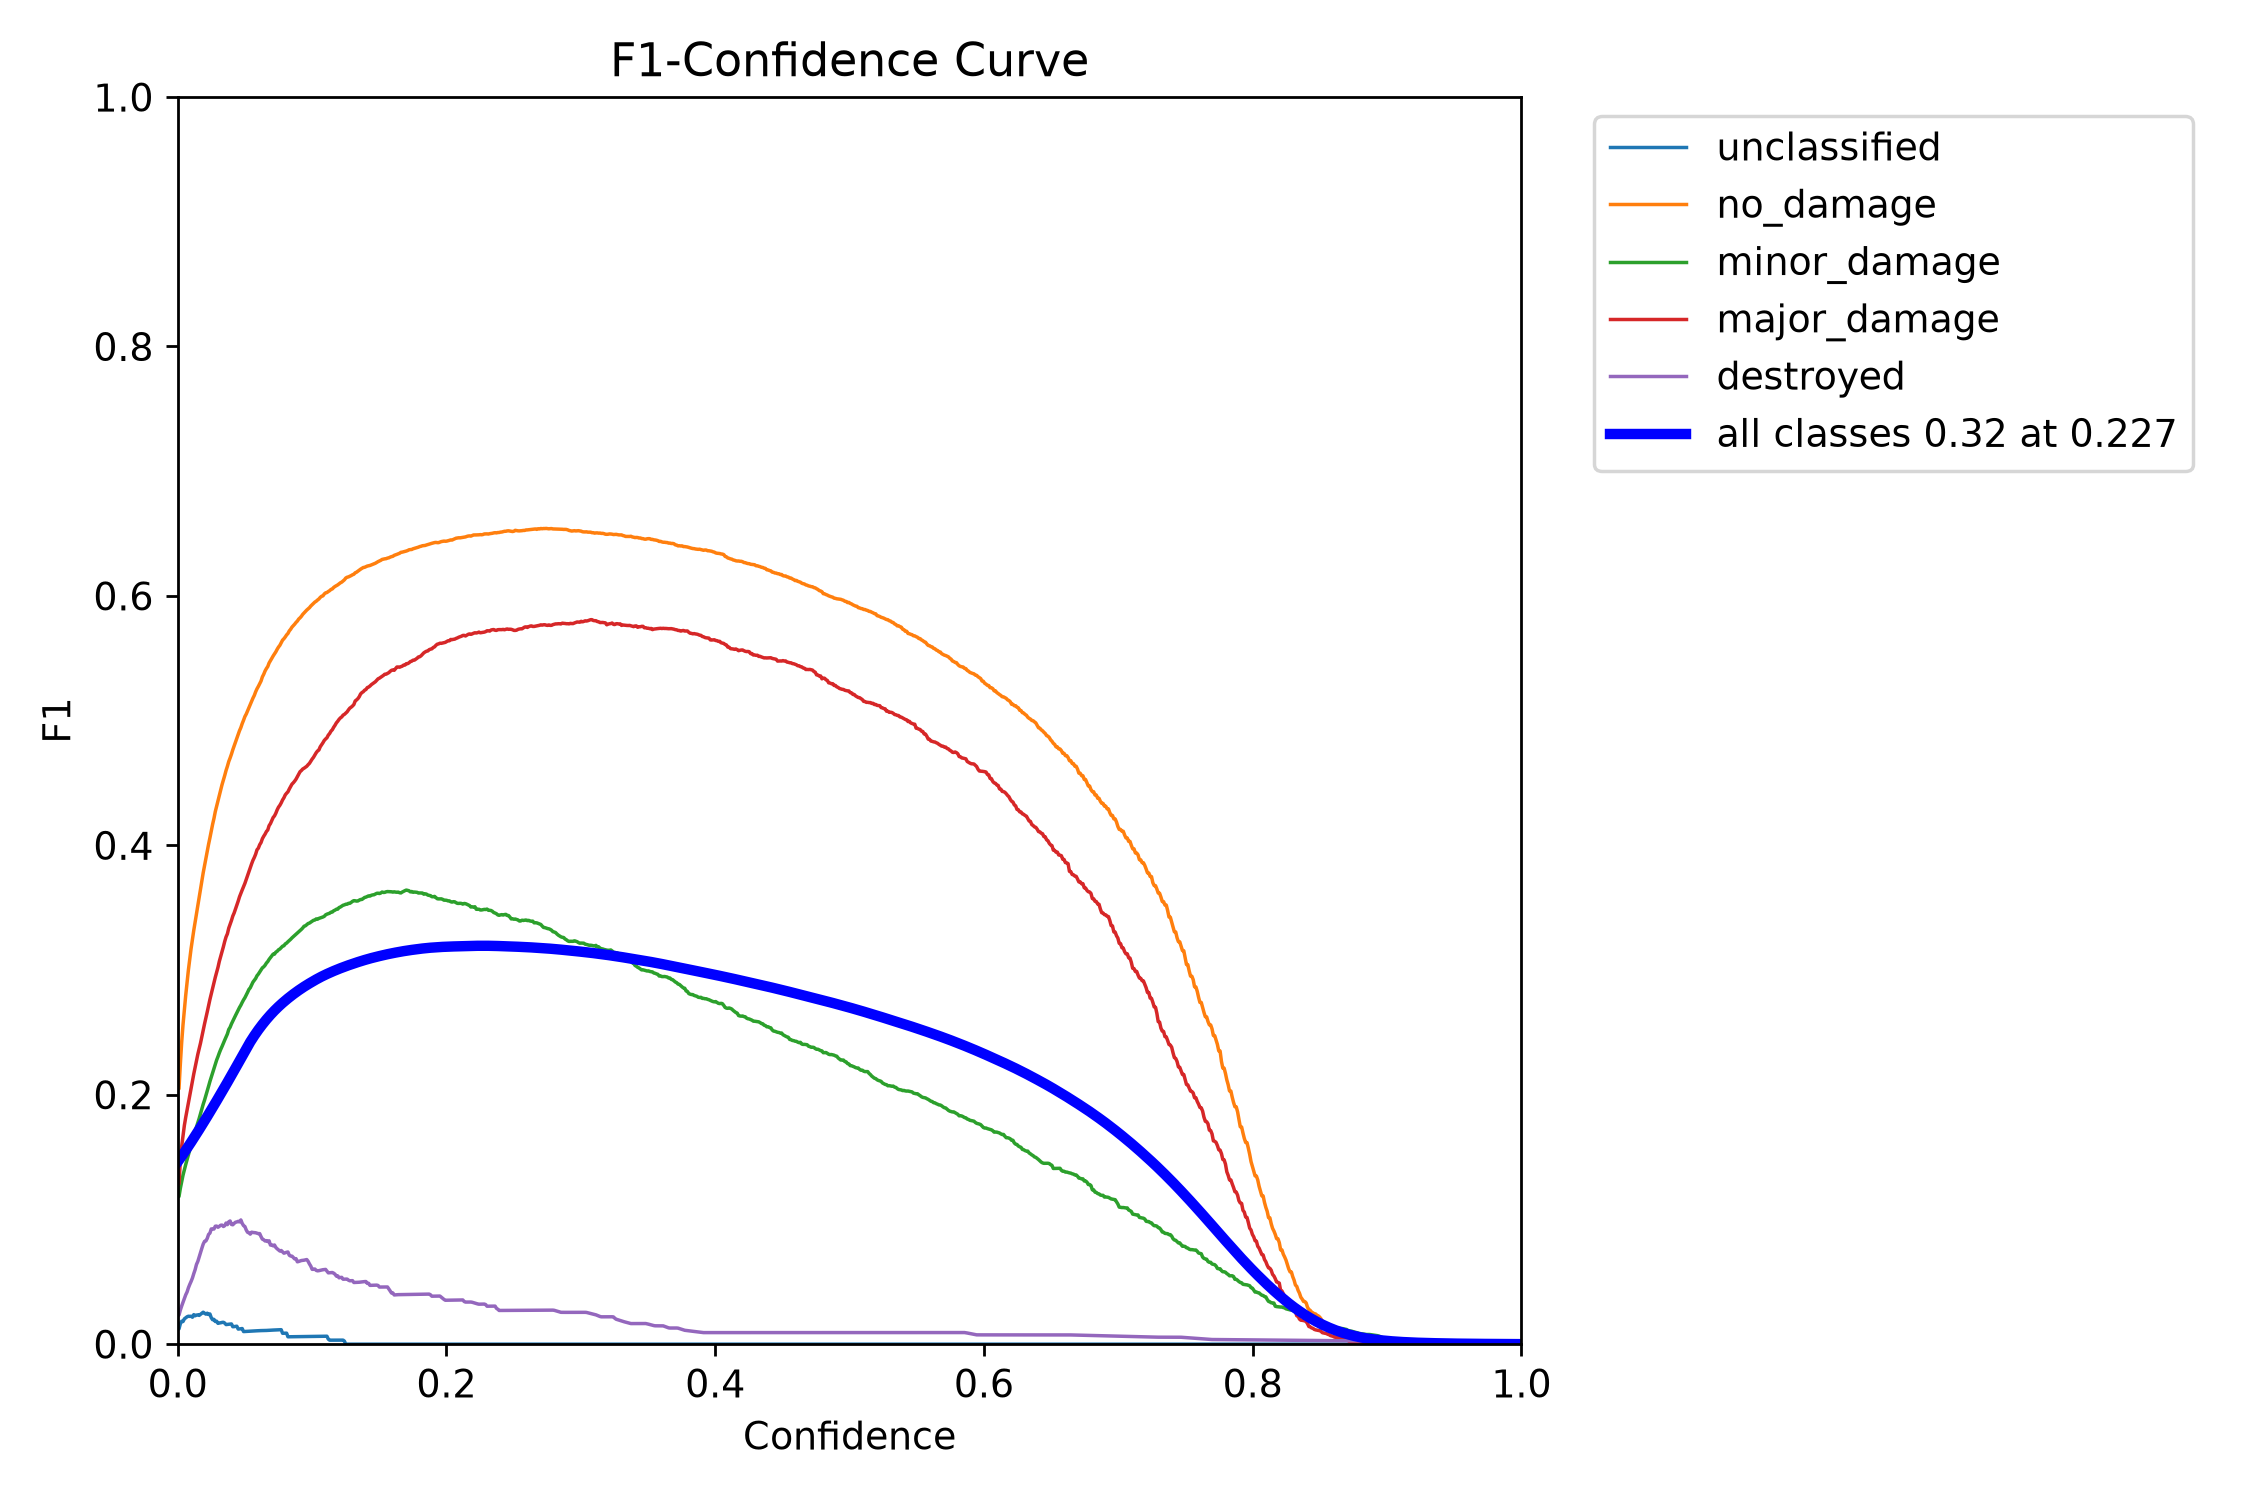 F1-Confidence Curve
1.0
0.8
0.6
0.4
0.2
0.0
F1
0.0 0.2 0.4 0.6 0.8 1.0
Confidence
unclassified
no_damage
minor_damage
major_damage
destroyed
all classes 0.32 at 0.227